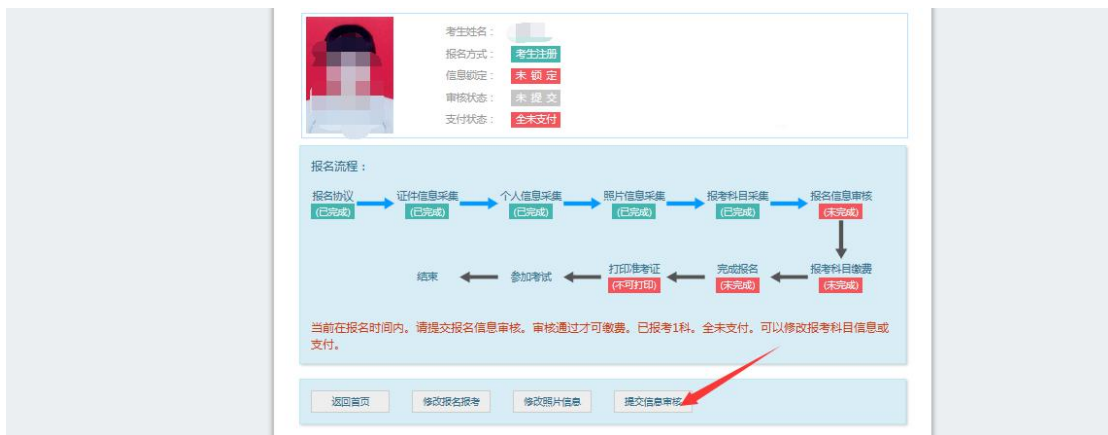 考生姓名：
报名方式： 考生注册
信息锁定： 未 锁 定
审核状态： 未 提 交
支付状态： 全未支付
报名流程：
报名协议 证件信息采集 个人信息采集 照片信息采集 报考科目采集 报名信息审核
(已完成) (已完成) (已完成) (已完成) (已完成) (未完成)
结束 参加考试 打印准考证 完成报名 报考科目缴费
(不可打印) (未完成) (未完成)
当前在报名时间内。请提交报名信息审核。审核通过才可缴费。已报考1科。全未支付。可以修改报考科目信息或
支付。
返回首页 修改报名报考 修改照片信息 提交信息审核